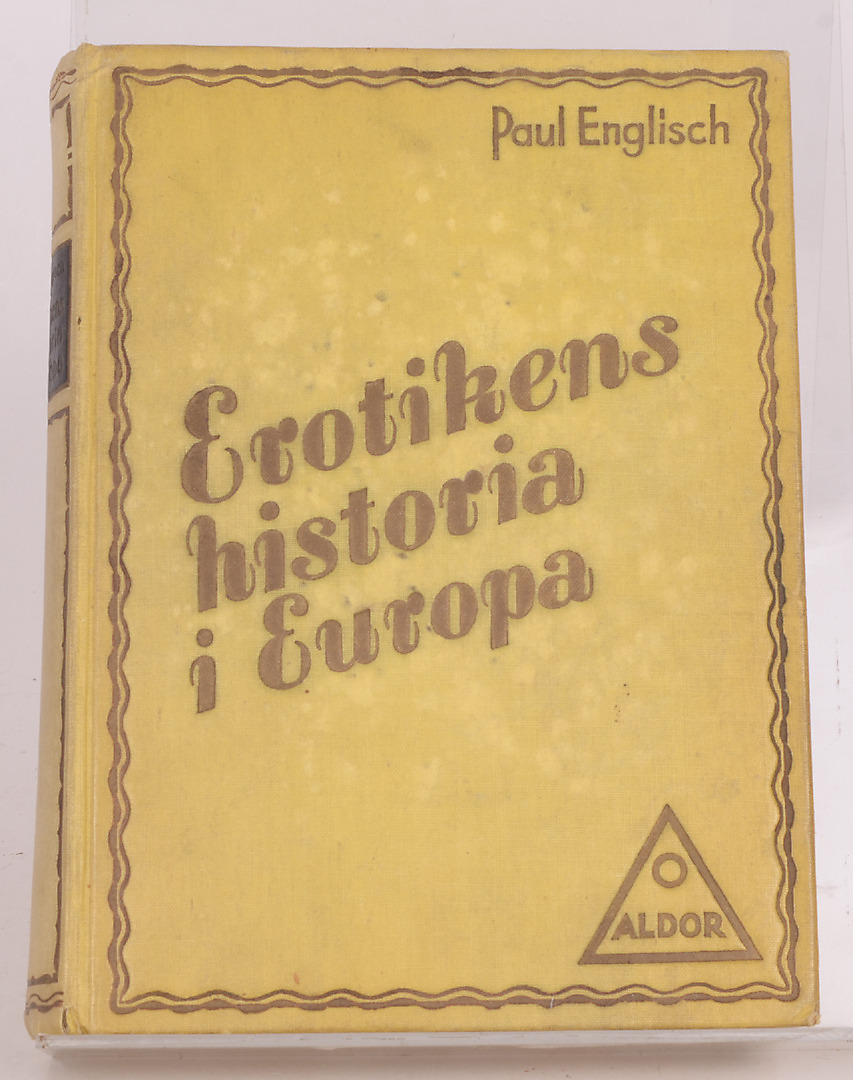 Paul Englisch
Erotikens
historia
i Europa
ALDOR